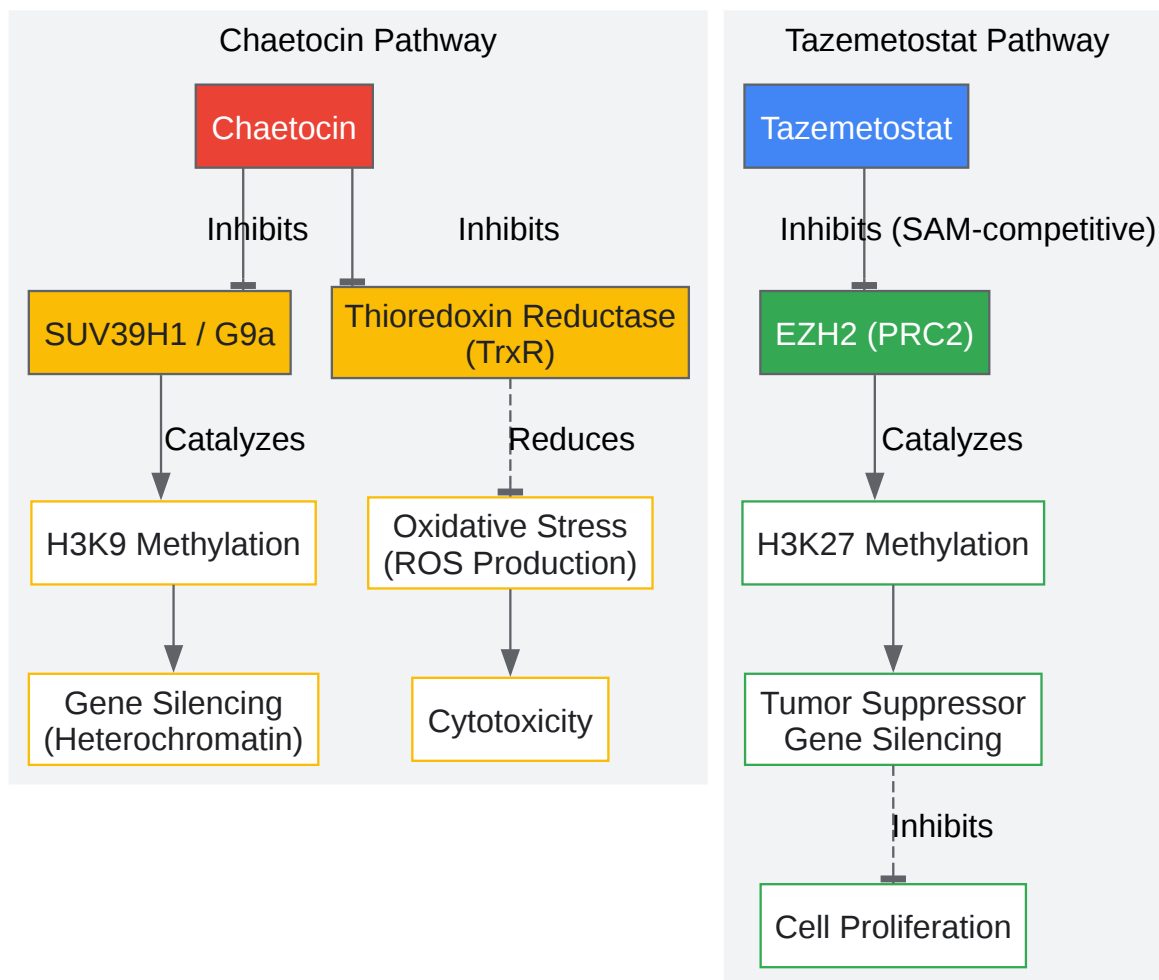 Chaetocin Pathway
Chaetocin
Inhibits
Inhibits
SUV39H1 / G9a
Thioredoxin Reductase
(TrxR)
Catalyzes
Reduces
H3K9 Methylation
Oxidative Stress
(ROS Production)
Gene Silencing
(Heterochromatin)
Cytotoxicity
Tazemetostat Pathway
Tazemetostat
Inhibits (SAM-competitive)
EZH2 (PRC2)
Catalyzes
H3K27 Methylation
Tumor Suppressor
Gene Silencing
Inhibits
Cell Proliferation